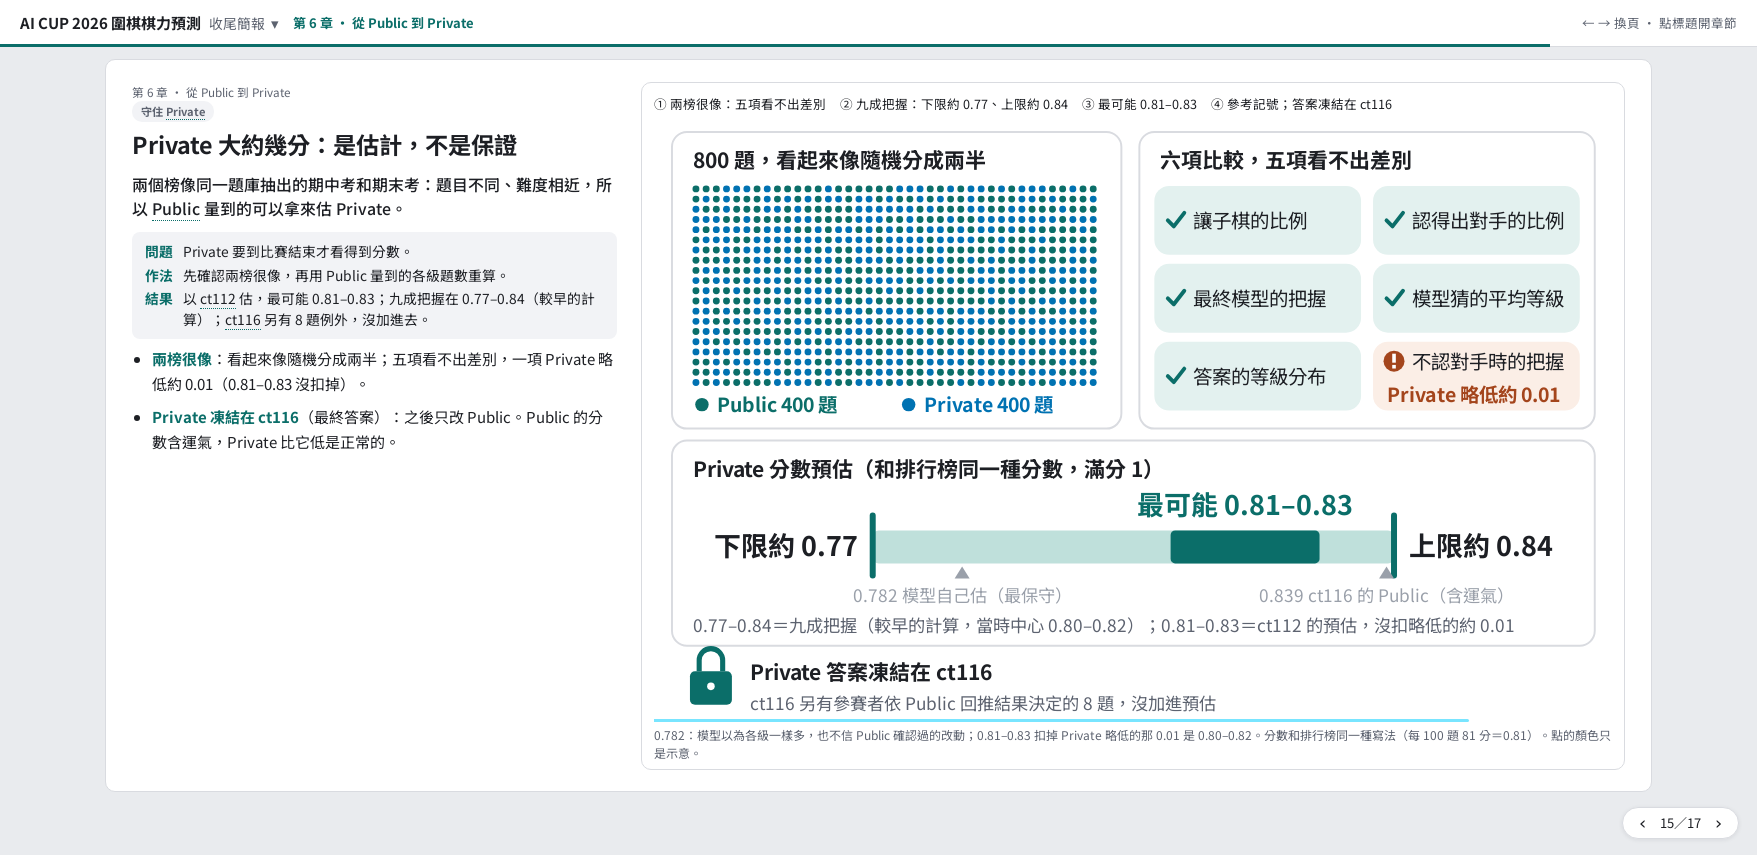 AI CUP 2026 圍棋棋力預測 收尾簡報 ▼ 第 6 章・從 Public 到 Private
←→ 換頁・點標題開章節
第 6 章・從 Public 到 Private
守住 Private
Private 大約幾分：是估計，不是保證
兩個榜像同一題庫抽出的期中考和期末考：題目不同、難度相近，所
以 Public 量到的可以拿來估 Private。
問題 Private 要到比賽結束才看得到分數。
作法 先確認兩榜很像，再用 Public 量到的各級題數重算。
結果 以 ct112 估，最可能 0.81–0.83；九成把握在 0.77–0.84（較早的計
算）；ct116 另有 8 題例外，沒加進去。
• 兩榜很像：看起來像隨機分成兩半；五項看不出差別，一項 Private 略
低約 0.01（0.81–0.83 沒扣掉）。
• Private 凍結在 ct116（最終答案）：之後只改 Public。Public 的分
數含運氣，Private 比它低是正常的。
① 兩榜很像：五項看不出差別 ② 九成把握：下限約 0.77、上限約 0.84 ③ 最可能 0.81–0.83 ④ 參考記號；答案凍結在 ct116
800 題，看起來像隨機分成兩半
Public 400 題
Private 400 題
六項比較，五項看不出差別
讓子棋的比例
認得出對手的比例
最終模型的把握
模型猜的平均等級
答案的等級分布
不認對手時的把握
Private 略低約 0.01
Private 分數預估（和排行榜同一種分數，滿分 1）
最可能 0.81–0.83
下限約 0.77
上限約 0.84
0.782 模型自己估（最保守）
0.839 ct116 的 Public（含運氣）
0.77–0.84＝九成把握（較早的計算，當時中心 0.80–0.82）；0.81–0.83＝ct112 的預估，沒扣略低的約 0.01
Private 答案凍結在 ct116
ct116 另有參賽者依 Public 回推結果決定的 8 題，沒加進預估
0.782：模型以為各級一樣多，也不信 Public 確認過的改動；0.81–0.83 扣掉 Private 略低的那 0.01 是 0.80–0.82。分數和排行榜同一種寫法（每 100 題 81 分＝0.81）。點的顏色只
是示意。
‹ 15／17 ›